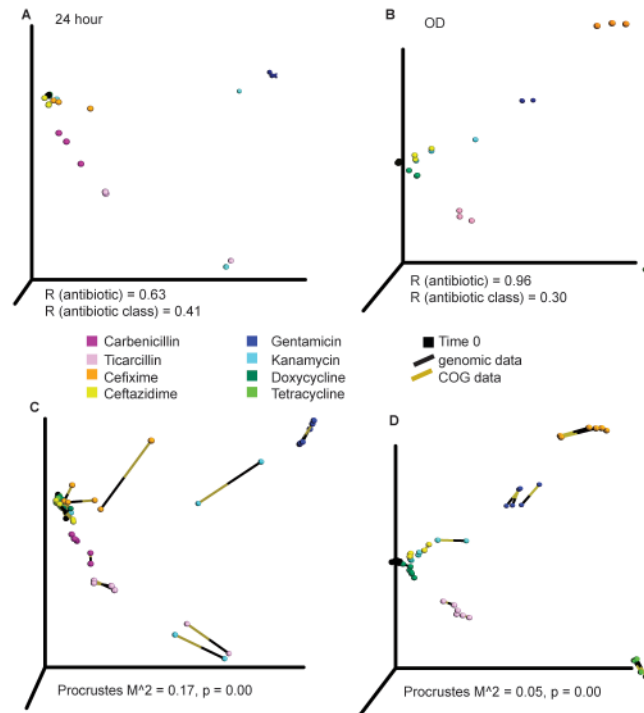 A
24 hour
B
OD
R (antibiotic) = 0.63
R (antibiotic class) = 0.41
R (antibiotic) = 0.96
R (antibiotic class) = 0.30
Carbenicillin
Ticarcillin
Cefixime
Ceftazidime
Gentamicin
Kanamycin
Doxycycline
Tetracycline
Time 0
genomic data
COG data
C
D
Procrustes M^2 = 0.17, p = 0.00
Procrustes M^2 = 0.05, p = 0.00